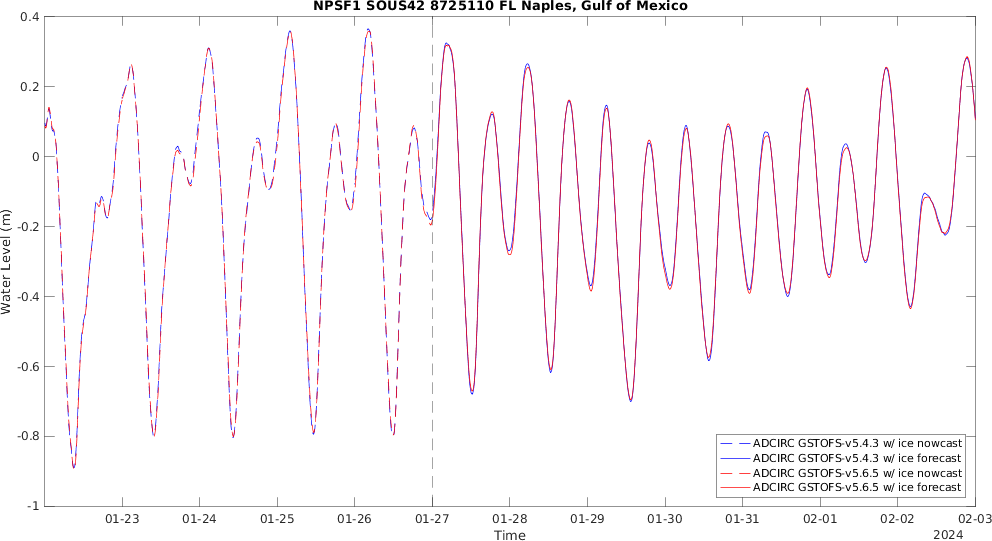 NPSF1 SOUS42 8725110 FL Naples, Gulf of Mexico
0.4
0.2
0
-0.2
-0.4
-0.6
-0.8
-1
Water Level (m)
ADCIRC GSTOFS-v5.4.3 w/ ice nowcast
ADCIRC GSTOFS-v5.4.3 w/ ice forecast
ADCIRC GSTOFS-v5.6.5 w/ ice nowcast
ADCIRC GSTOFS-v5.6.5 w/ ice forecast
01-23 01-24 01-25 01-26 01-27 01-28 01-29 01-30 01-31 02-01 02-02 02-03
Time
2024